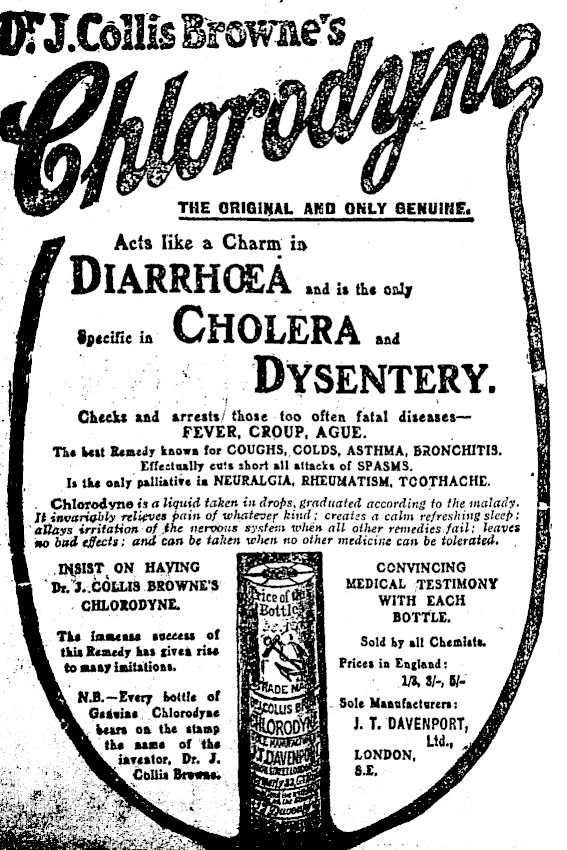 Dr. J. Collis Browne's
Chlorodyne
THE ORIGINAL AND ONLY GENUINE.
Acts like a Charm in
DIARRHŒA and is the only
Specific in CHOLERA and
DYSENTERY.
Checks and arrests those too often fatal diseases—
FEVER, CROUP, AGUE.
The best Remedy known for COUGHS, COLDS, ASTHMA, BRONCHITIS.
Effectually cuts short all attacks of SPASMS.
Is the only palliative in NEURALGIA, RHEUMATISM, TOOTHACHE.
Chlorodyne is a liquid taken in drops, graduated according to the malady.
It invariably relieves pain of whatever kind; creates a calm refreshing sleep;
allays irritation of the nervous system when all other remedies fail; leaves
no bad effects; and can be taken when no other medicine can be tolerated.
INSIST ON HAVING
Dr. J. COLLIS BROWNE'S
CHLORODYNE.
The immense success of
this Remedy has given rise
to many imitations.
N.B.—Every bottle of
Genuine Chlorodyne
bears on the stamp
the name of the
inventor, Dr. J.
Collis Browne.
Price of the
Bottle
TRADE MA
J. COLLIS BR
CHLORODYN
SOLE MANUFACTUR
J.T. DAVENPORT
CONVINCING
MEDICAL TESTIMONY
WITH EACH
BOTTLE.
Sold by all Chemists.
Prices in England:
1/3, 3/-, 5/-
Sole Manufacturers:
J. T. DAVENPORT,
Ltd.,
LONDON,
S.E.